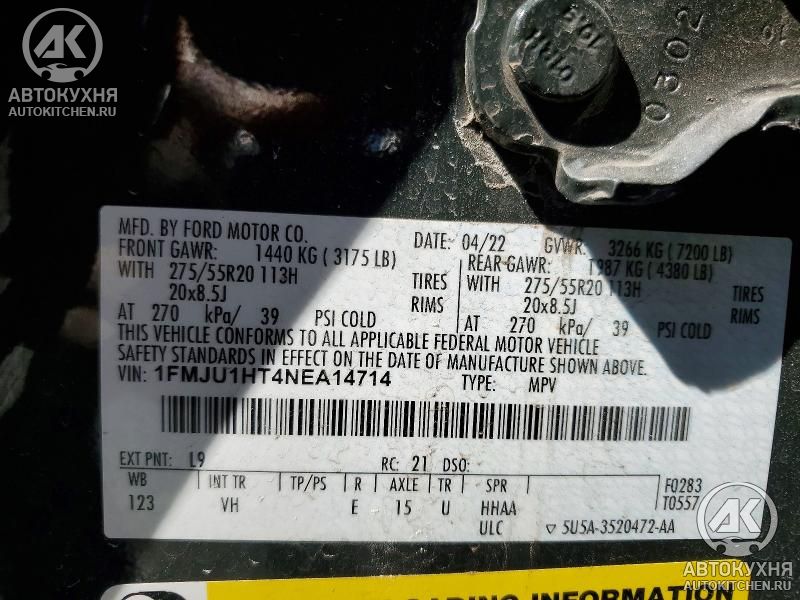 AK
АВТОКУХНЯ
AUTOKITCHEN.RU
0302
MFD. BY FORD MOTOR CO.
DATE: 04/22 GVWR: 3266 KG ( 7200 LB)
FRONT GAWR: 1440 KG ( 3175 LB)
REAR GAWR: 1987 KG ( 4380 LB)
WITH 275/55R20 113H TIRES
WITH 275/55R20 113H TIRES
20x8.5J RIMS
20x8.5J RIMS
AT 270 kPa/ 39 PSI COLD
AT 270 kPa/ 39 PSI COLD
THIS VEHICLE CONFORMS TO ALL APPLICABLE FEDERAL MOTOR VEHICLE
SAFETY STANDARDS IN EFFECT ON THE DATE OF MANUFACTURE SHOWN ABOVE.
VIN: 1FMJU1HT4NEA14714 TYPE: MPV
EXT PNT: L9 RC: 21 DSO:
WB INT TR TP/PS R AXLE TR SPR F0283
123 VH E 15 U HHAA T0557
ULC ▽ 5U5A-3520472-AA
AK
АВТОКУХНЯ
AUTOKITCHEN.RU
LOADING INFORMATION